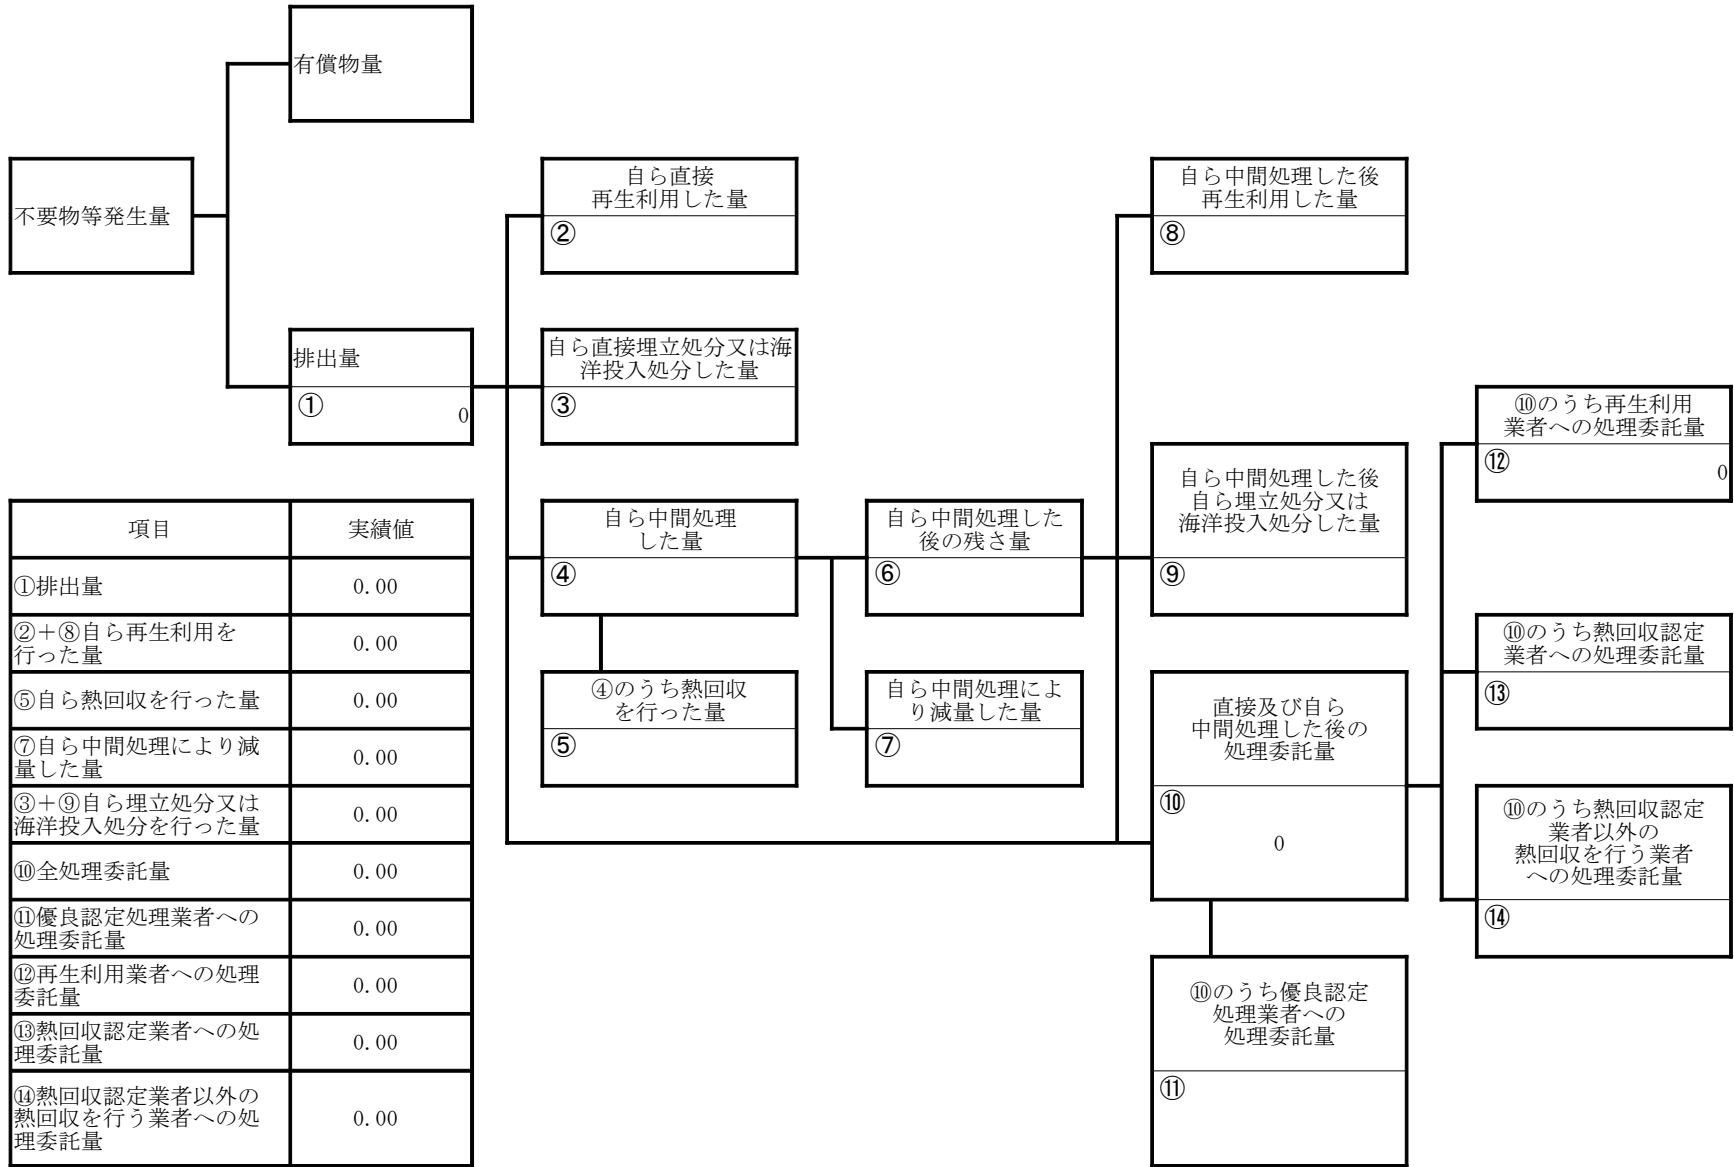 有償物量
不要物等発生量
自ら直接
再生利用した量
②
自ら中間処理した後
再生利用した量
⑧
排出量
①
0
自ら直接埋立処分又は海
洋投入処分した量
③
⑩のうち再生利用
業者への処理委託量
⑫
0
自ら中間処理
した量
④
自ら中間処理した
後の残さ量
⑥
自ら中間処理した後
自ら埋立処分又は
海洋投入処分した量
⑨
⑩のうち熱回収認定
業者への処理委託量
⑬
④のうち熱回収
を行った量
⑤
自ら中間処理によ
り減量した量
⑦
直接及び自ら
中間処理した後の
処理委託量
⑩
0
⑩のうち熱回収認定
業者以外の
熱回収を行う業者
への処理委託量
⑭
⑩のうち優良認定
処理業者への
処理委託量
⑪
項目 実績値
①排出量 0.00
②+⑧自ら再生利用を
行った量 0.00
⑤自ら熱回収を行った量 0.00
⑦自ら中間処理により減
量した量 0.00
③+⑨自ら埋立処分又は
海洋投入処分を行った量 0.00
⑩全処理委託量 0.00
⑪優良認定処理業者への
処理委託量 0.00
⑫再生利用業者への処理
委託量 0.00
⑬熱回収認定業者への処
理委託量 0.00
⑭熱回収認定業者以外の
熱回収を行う業者への処
理委託量 0.00